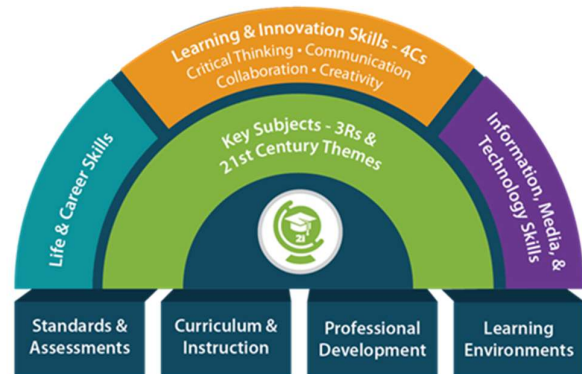 Learning & Innovation Skills - 4Cs
Critical Thinking • Communication
Collaboration • Creativity
Life & Career Skills
Key Subjects - 3Rs &
21st Century Themes
Information, Media, &
Technology Skills
21
Standards &
Assessments
Curriculum &
Instruction
Professional
Development
Learning
Environments